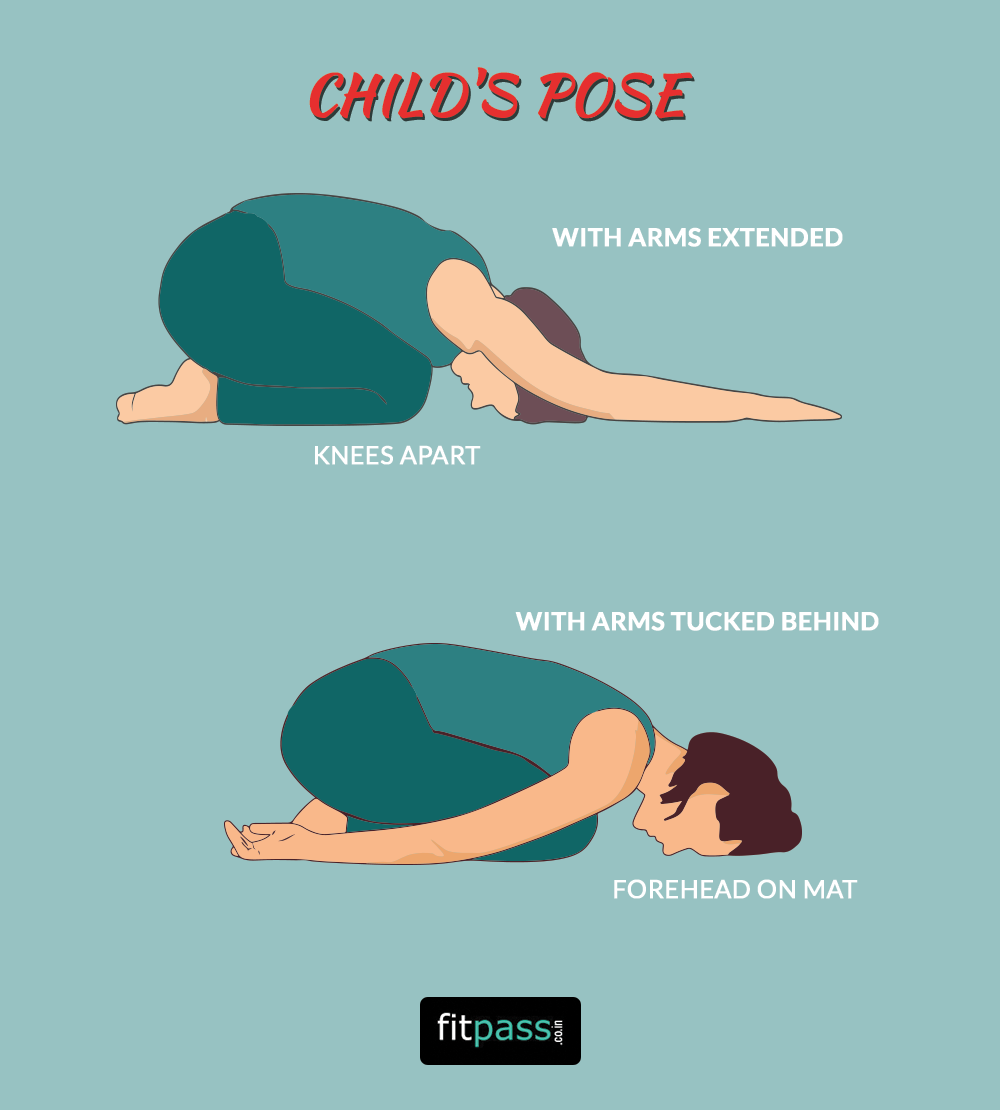 CHILD'S POSE
WITH ARMS EXTENDED
KNEES APART
WITH ARMS TUCKED BEHIND
FOREHEAD ON MAT
fitpass.co.in